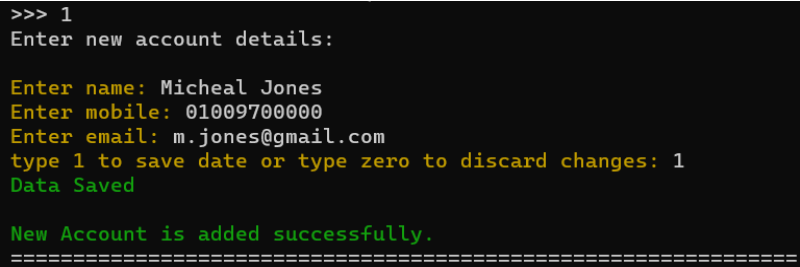 >>> 1
Enter new account details:
Enter name: Micheal Jones
Enter mobile: 01009700000
Enter email: m.jones@gmail.com
type 1 to save date or type zero to discard changes: 1
Data Saved
New Account is added successfully.
===============================================================